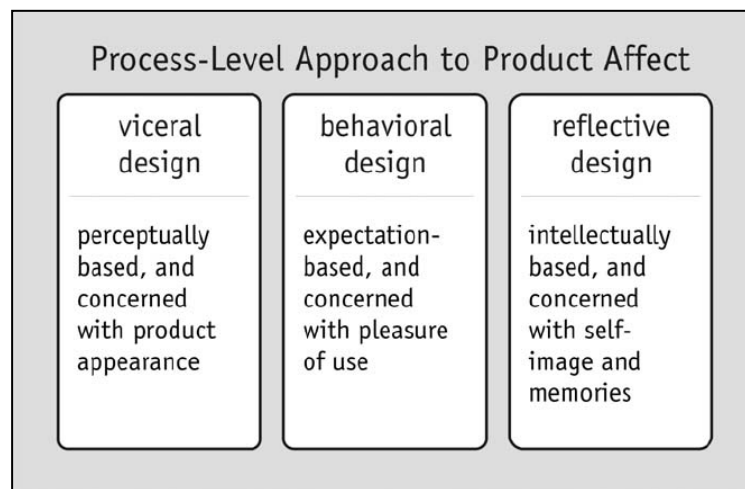 Process-Level Approach to Product Affect
viceral
design
perceptually
based, and
concerned
with product
appearance
behavioral
design
expectation-
based, and
concerned
with pleasure
of use
reflective
design
intellectually
based, and
concerned
with self-
image and
memories